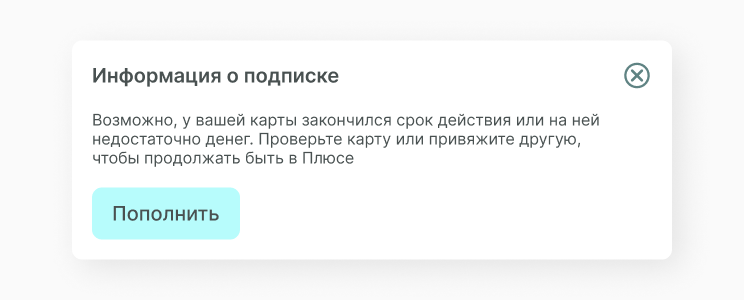 Информация о подписке
Возможно, у вашей карты закончился срок действия или на ней
недостаточно денег. Проверьте карту или привяжите другую,
чтобы продолжать быть в Плюсе
Пополнить